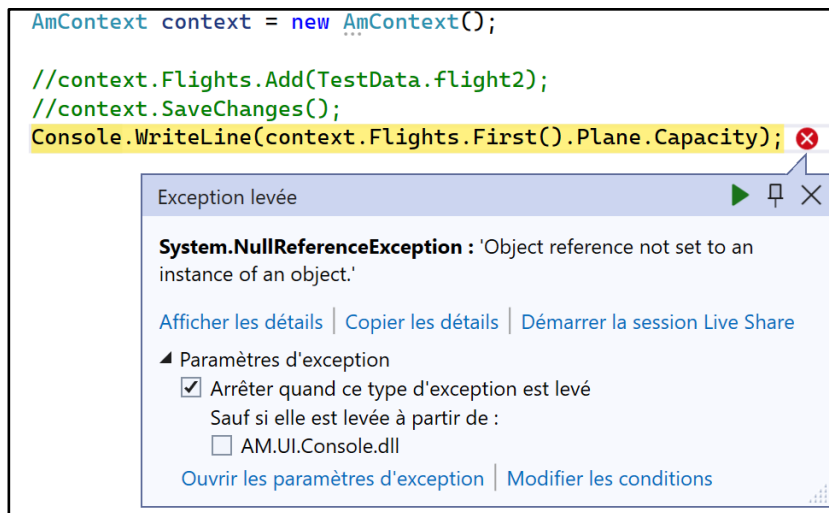 AmContext context = new AmContext();
//context.Flights.Add(TestData.flight2);
//context.SaveChanges();
Console.WriteLine(context.Flights.First().Plane.Capacity);
Exception levée
System.NullReferenceException : 'Object reference not set to an
instance of an object.'
Afficher les détails | Copier les détails | Démarrer la session Live Share
Paramètres d'exception
Arrêter quand ce type d'exception est levé
Sauf si elle est levée à partir de :
AM.UI.Console.dll
Ouvrir les paramètres d'exception | Modifier les conditions